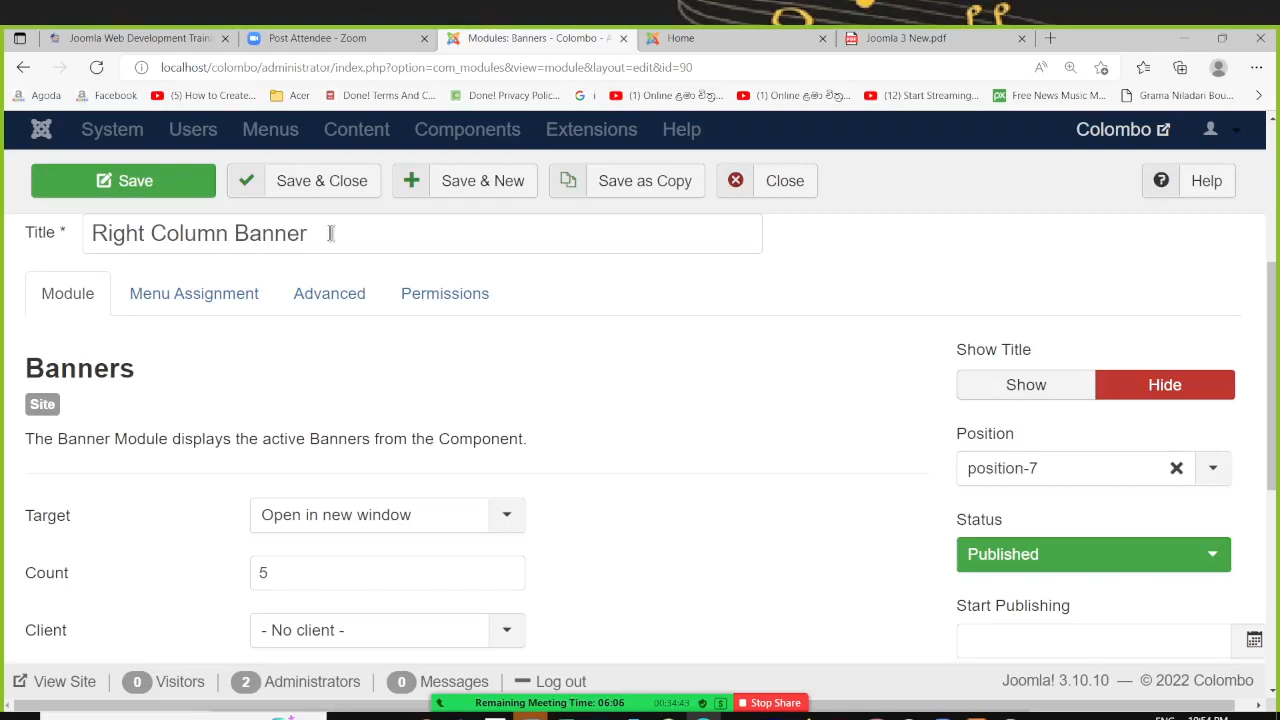 Joomla Web Development Traini
Post Attendee - Zoom
Modules: Banners - Colombo - A
Home
Joomla 3 New.pdf
localhost/colombo/administrator/index.php?option=com_modules&view=module&layout=edit&id=90
Agoda
Facebook
(5) How to Create...
Acer
Done! Terms And C...
Done! Privacy Polic...
i
(1) Online ළමා චිත්‍ර...
(1) Online ළමා චිත්‍ර...
(12) Start Streaming...
Free News Music M...
Grama Niladari Bou...
System Users Menus Content Components Extensions Help
Colombo
Save
Save & Close
Save & New
Save as Copy
Close
Help
Title * Right Column Banner
Module Menu Assignment Advanced Permissions
Banners
Site
The Banner Module displays the active Banners from the Component.
Target Open in new window
Count 5
Client - No client -
Show Title
Show Hide
Position
position-7
Status
Published
Start Publishing
View Site 0 Visitors 2 Administrators 0 Messages Log out
Joomla! 3.10.10 — © 2022 Colombo
Remaining Meeting Time: 06:06 00:34:43 Stop Share